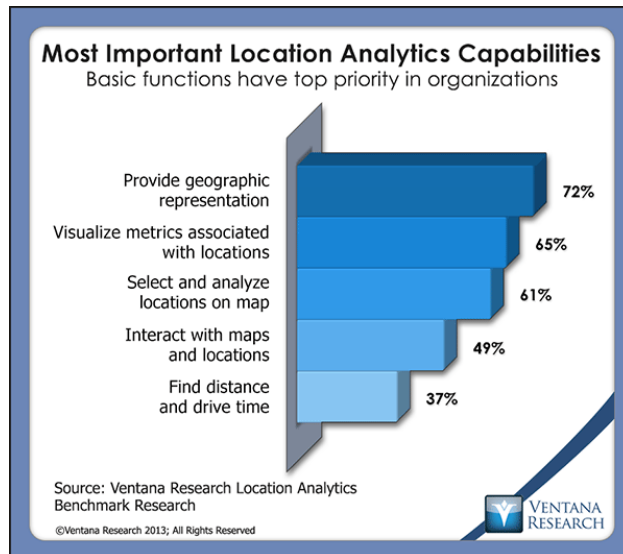 Most Important Location Analytics Capabilities
Basic functions have top priority in organizations
Provide geographic
representation
72%
Visualize metrics associated
with locations
65%
Select and analyze
locations on map
61%
Interact with maps
and locations
49%
Find distance
and drive time
37%
Source: Ventana Research Location Analytics
Benchmark Research
©Ventana Research 2013; All Rights Reserved
VENTANA
RESEARCH